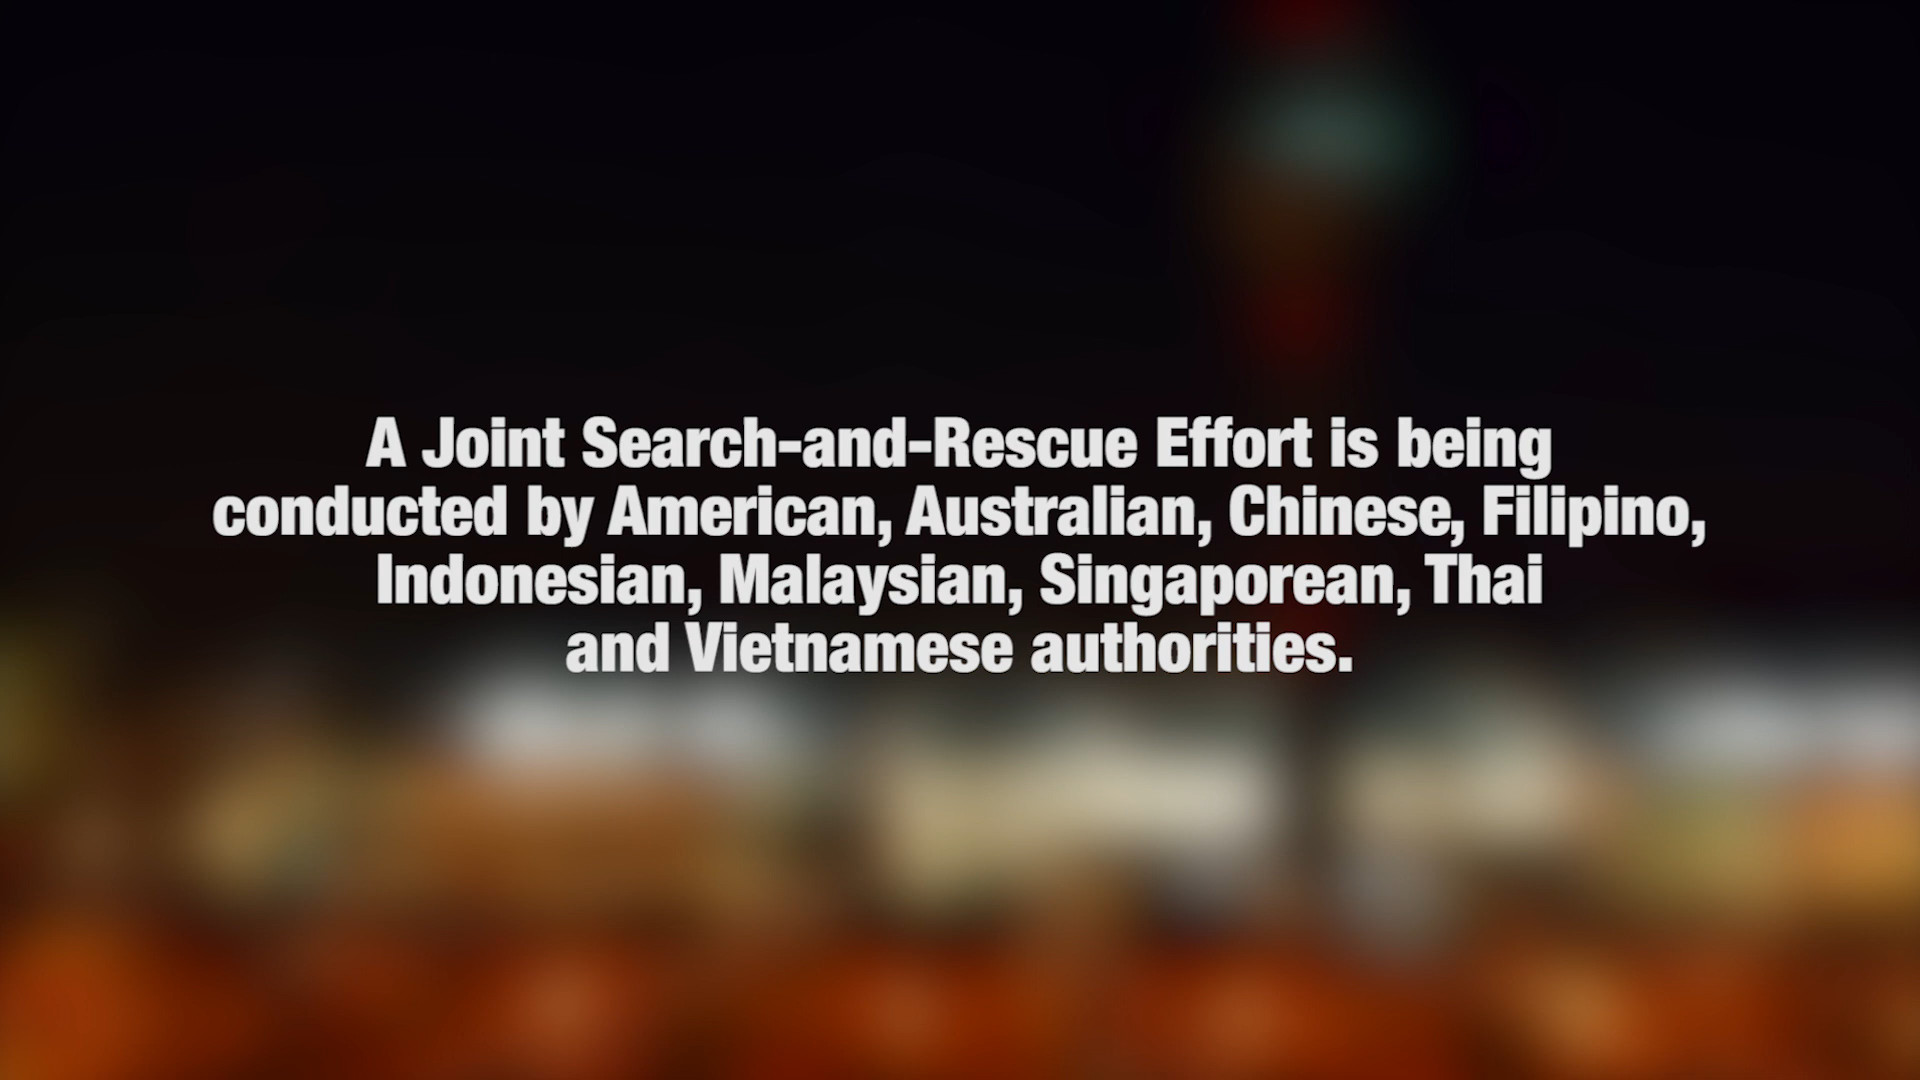 A Joint Search-and-Rescue Effort is being
conducted by American, Australian, Chinese, Filipino,
Indonesian, Malaysian, Singaporean, Thai
and Vietnamese authorities.